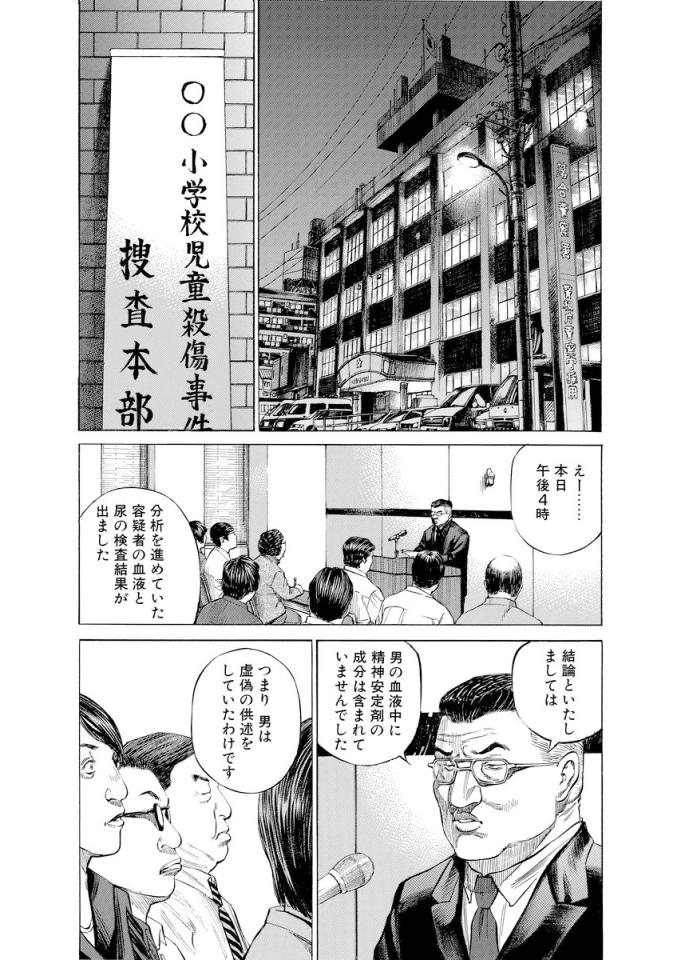 〇〇小学校児童殺傷事件
捜査本部
えー……
本日
午後4時
分析を進めていた
容疑者の血液と
尿の検査結果が
出ました
結論といたし
ましては
男の血液中に
精神安定剤の
成分は含まれて
いませんでした
つまり 男は
虚偽の供述を
していたわけです